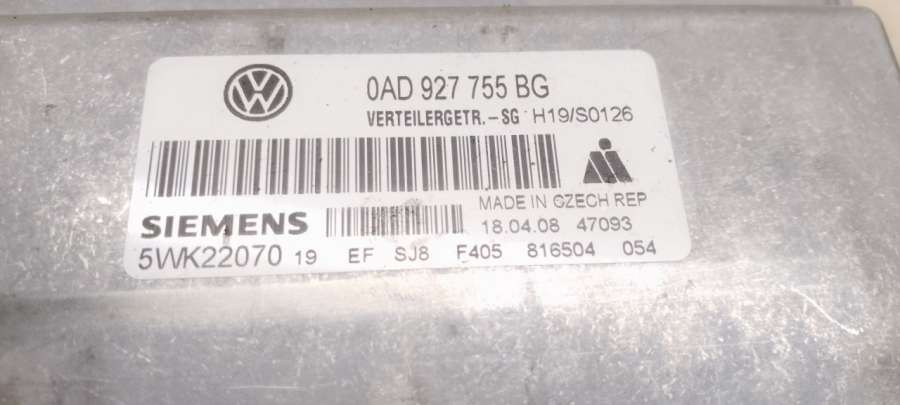 0AD 927 755 BG
VERTEILERGETR.-SG H19/S0126
MADE IN CZECH REP
SIEMENS 18.04.08 47093
5WK22070 19 EF SJ8 F405 816504 054